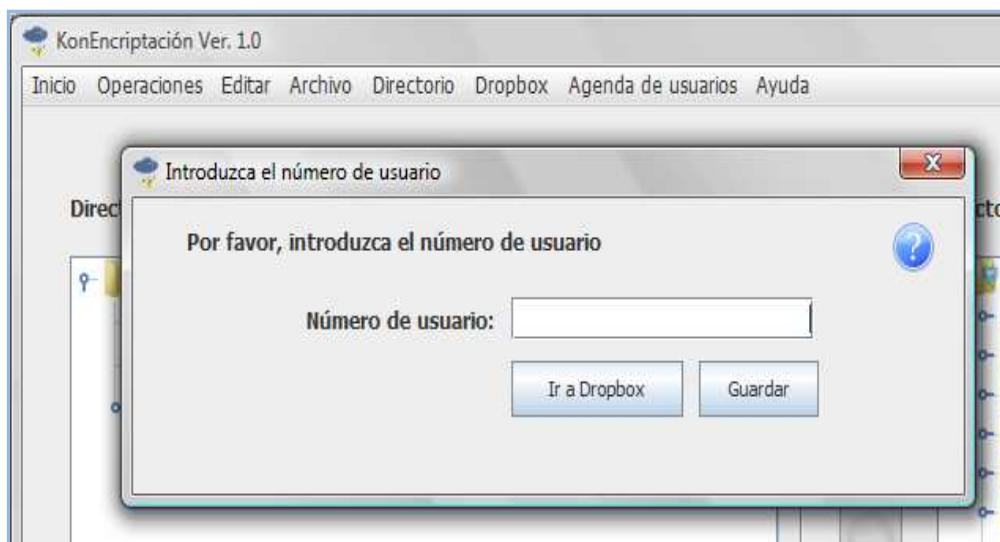 KonEncriptación Ver. 1.0
Inicio Operaciones Editar Archivo Directorio Dropbox Agenda de usuarios Ayuda
Introduzca el número de usuario
Por favor, introduzca el número de usuario
Número de usuario:
Ir a Dropbox Guardar